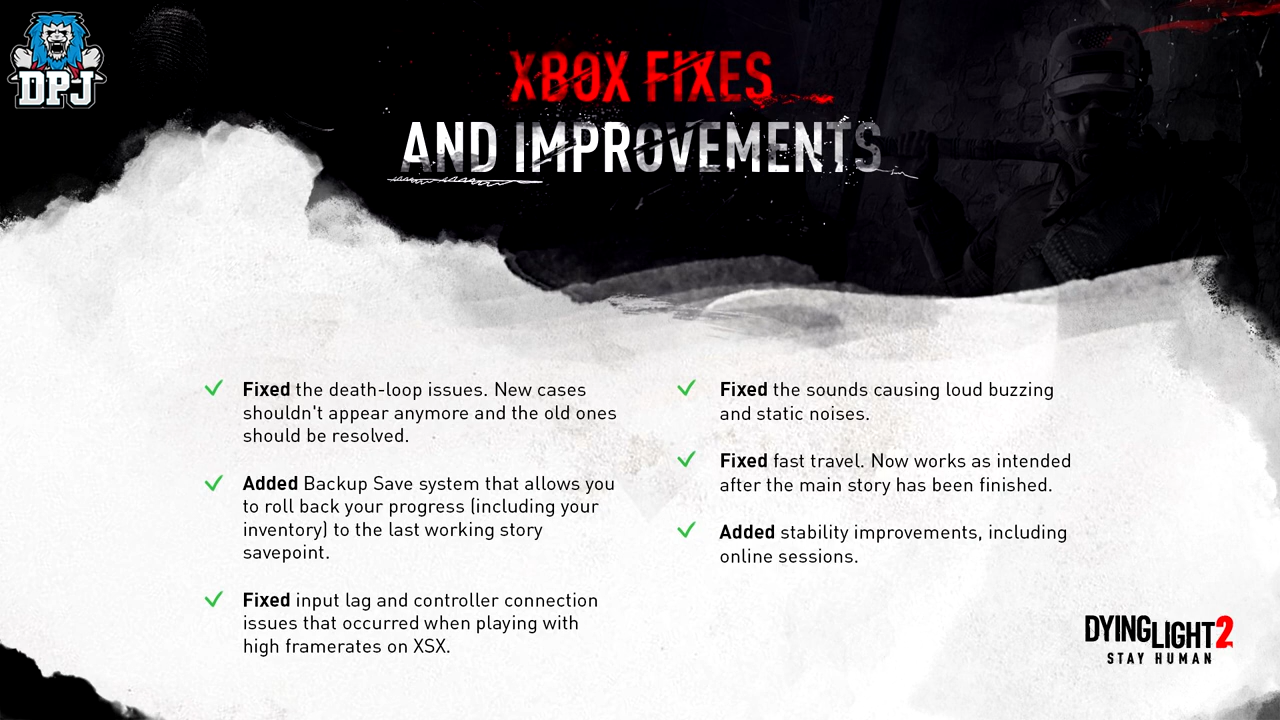 DPJ
XBOX FIXES
AND IMPROVEMENTS
Fixed the death-loop issues. New cases
shouldn't appear anymore and the old ones
should be resolved.
Added Backup Save system that allows you
to roll back your progress (including your
inventory) to the last working story
savepoint.
Fixed input lag and controller connection
issues that occurred when playing with
high framerates on XSX.
Fixed the sounds causing loud buzzing
and static noises.
Fixed fast travel. Now works as intended
after the main story has been finished.
Added stability improvements, including
online sessions.
DYING LIGHT 2
STAY HUMAN